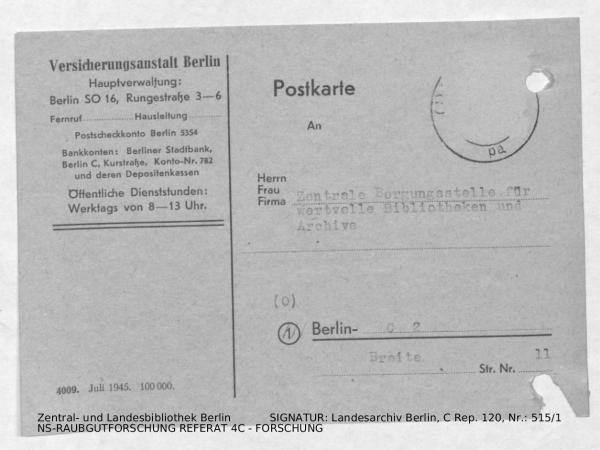 Versicherungsanstalt Berlin
Hauptverwaltung:
Berlin SO 16, Rungestraße 3—6
Fernruf Hausleitung
Postscheckkonto Berlin 5354
Bankkonten: Berliner Stadtbank,
Berlin C, Kurstraße, Konto-Nr. 782
und deren Depositenkassen
Öffentliche Dienststunden:
Werktags von 8—13 Uhr.
4009. Juli 1945. 100000.
Postkarte
An
pa
Herrn
Frau
Firma
Zentrale Bergungsstelle für
wertvolle Bibliotheken und
Archive
(0)
(1) Berlin- C 2
Breite Str. Nr. 11
Zentral- und Landesbibliothek Berlin SIGNATUR: Landesarchiv Berlin, C Rep. 120, Nr.: 515/1
NS-RAUBGUTFORSCHUNG REFERAT 4C - FORSCHUNG